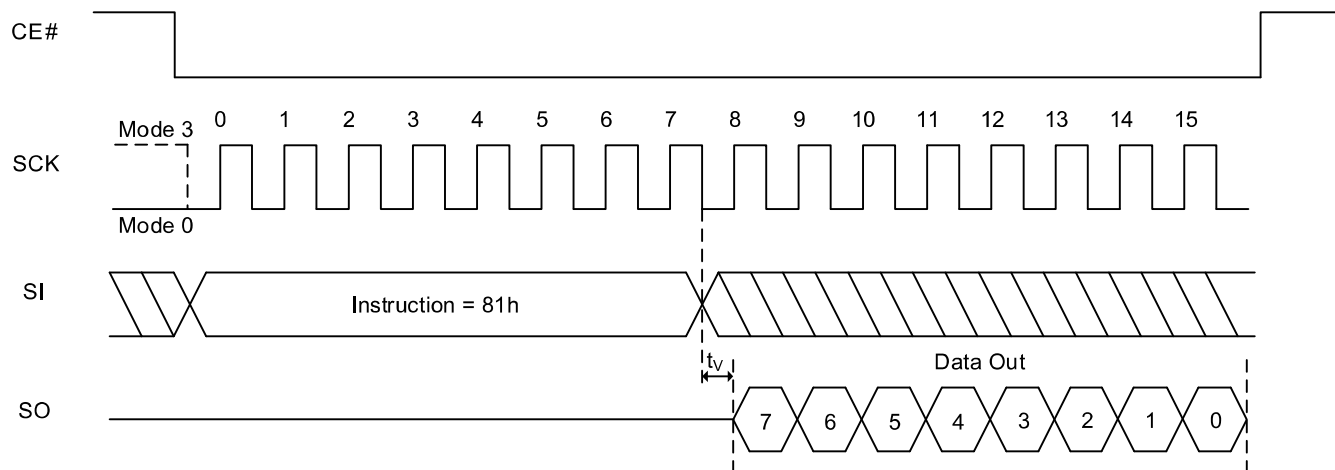 CE#
0 1 2 3 4 5 6 7 8 9 10 11 12 13 14 15
Mode 3
SCK
Mode 0
SI
Instruction = 81h
tV
Data Out
SO
7 6 5 4 3 2 1 0